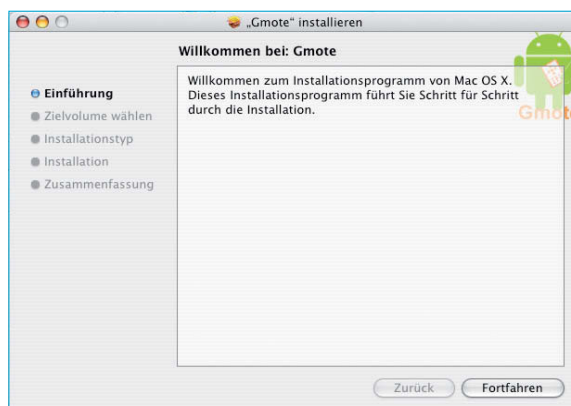 „Gmote“ installieren
Willkommen bei: Gmote
Einführung
Zielvolume wählen
Installationstyp
Installation
Zusammenfassung
Willkommen zum Installationsprogramm von Mac OS X.
Dieses Installationsprogramm führt Sie Schritt für Schritt
durch die Installation.
Gmote
Zurück
Fortfahren